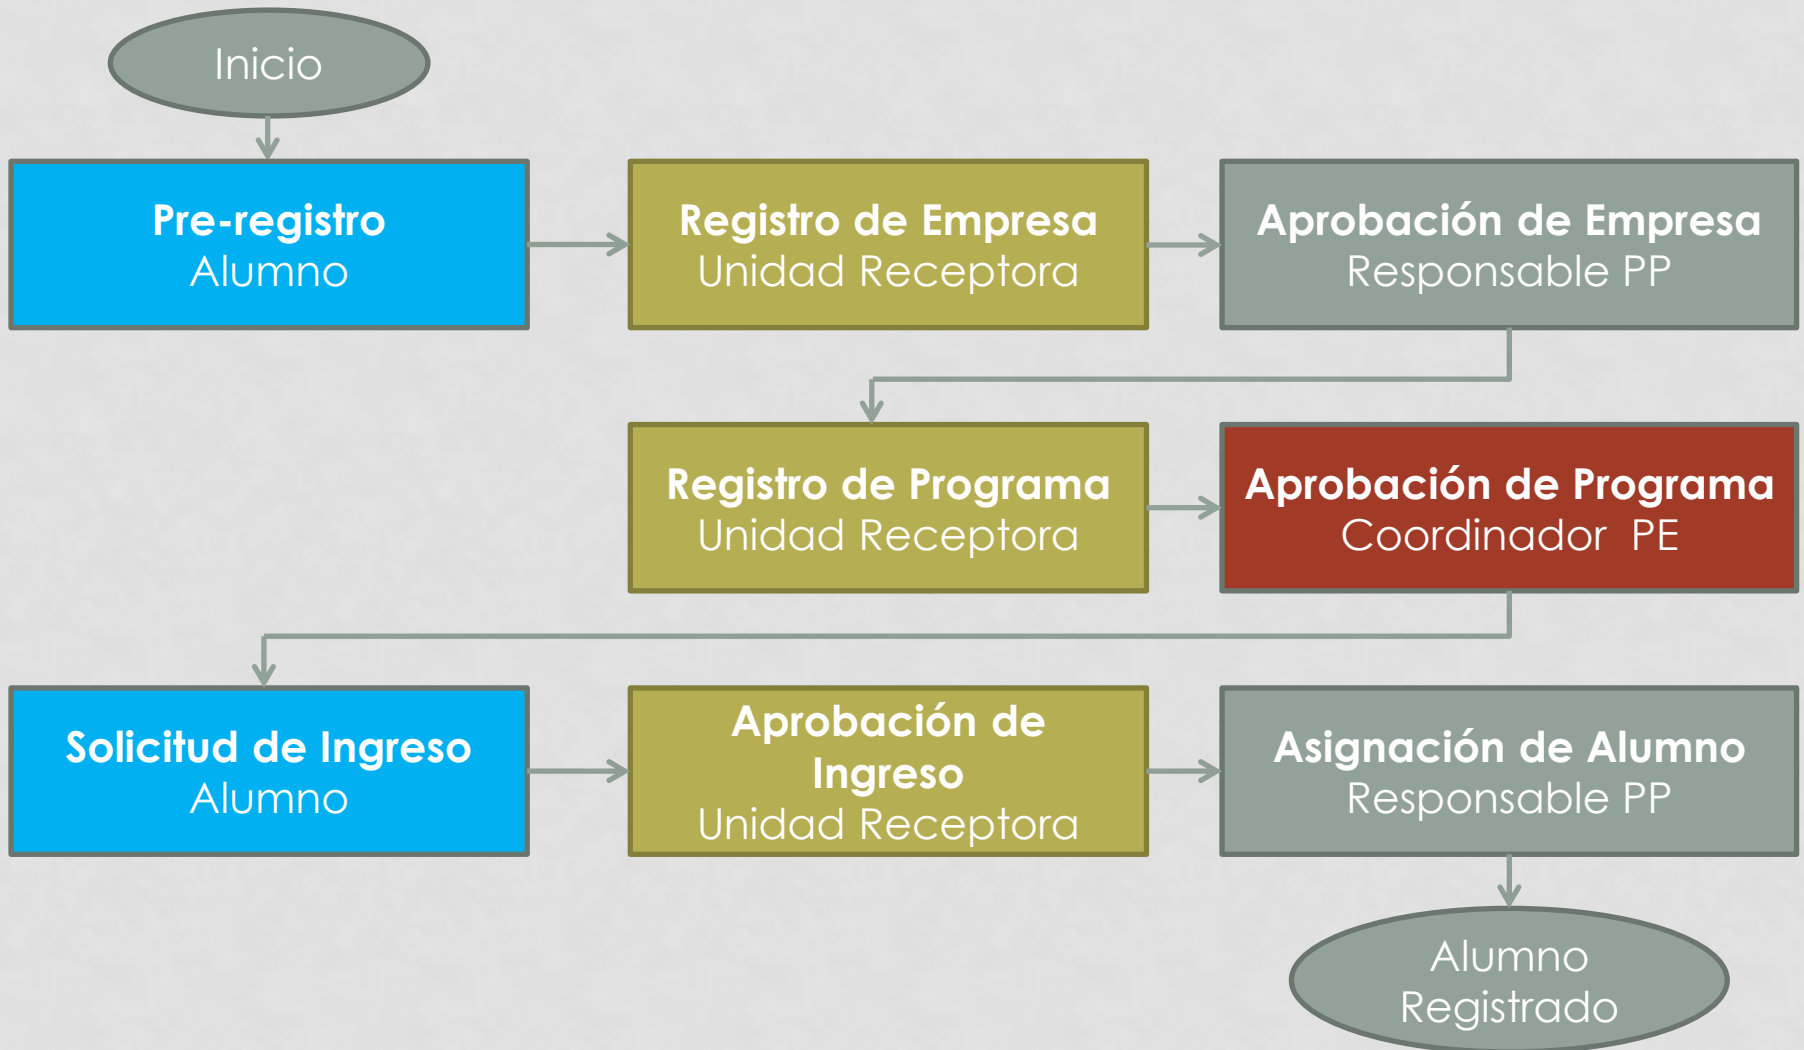 Inicio
Pre-registro
Alumno
Registro de Empresa
Unidad Receptora
Aprobación de Empresa
Responsable PP
Registro de Programa
Unidad Receptora
Aprobación de Programa
Coordinador  PE
Solicitud de Ingreso
Alumno
Aprobación de
Ingreso
Unidad Receptora
Asignación de Alumno
Responsable PP
Alumno
Registrado